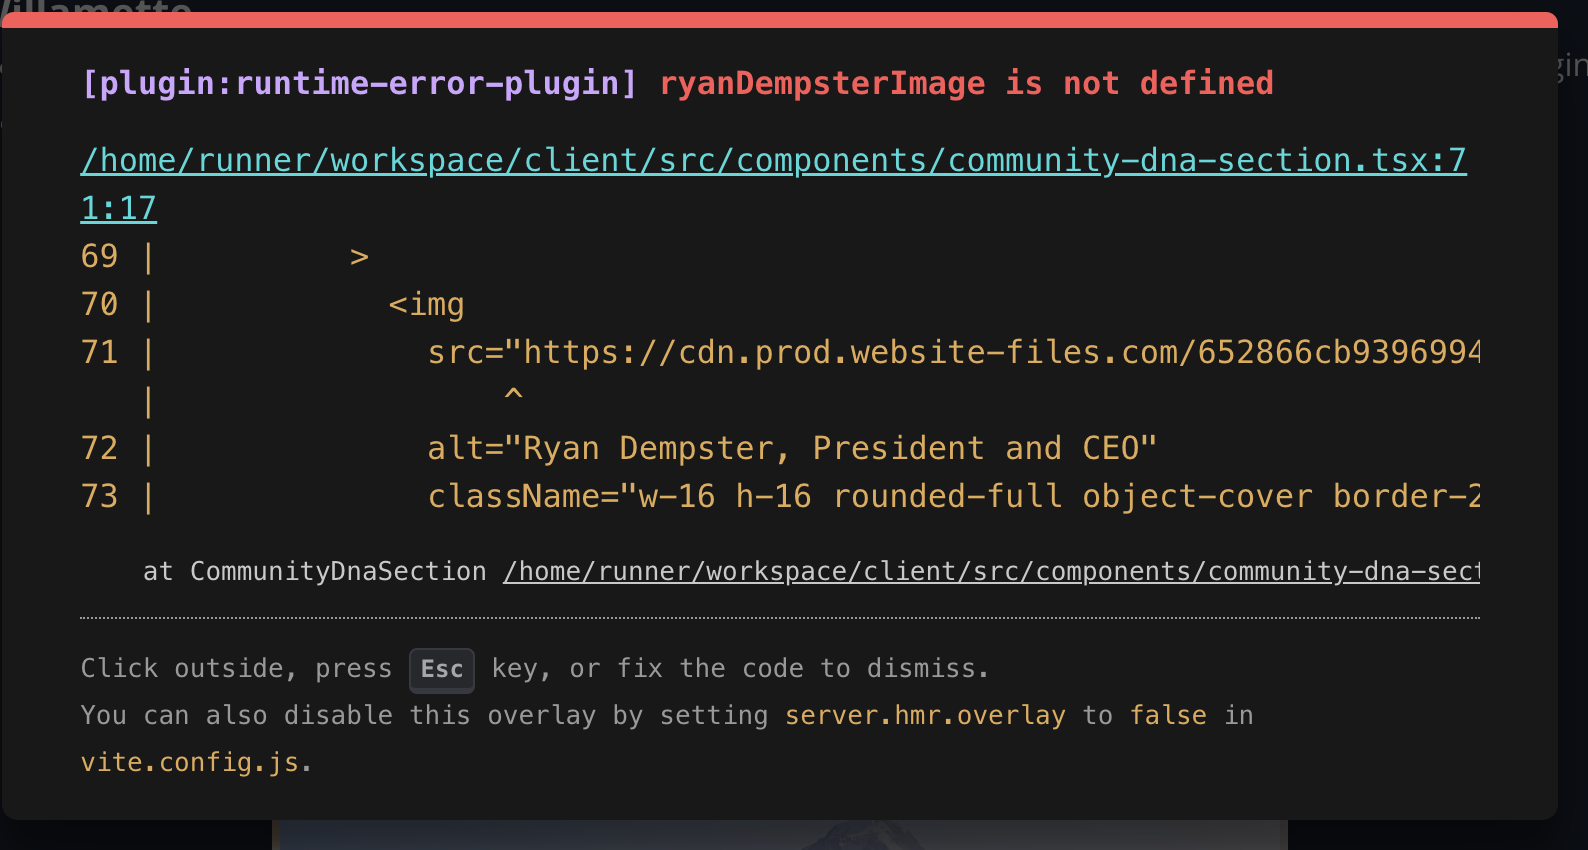 Willamette
[plugin:runtime-error-plugin] ryanDempsterImage is not defined
/home/runner/workspace/client/src/components/community-dna-section.tsx:7
1:17
69 | >
70 | <img
71 | src="https://cdn.prod.website-files.com/652866cb9396994
| ^
72 | alt="Ryan Dempster, President and CEO"
73 | className="w-16 h-16 rounded-full object-cover border-2
at CommunityDnaSection /home/runner/workspace/client/src/components/community-dna-sect
Click outside, press Esc key, or fix the code to dismiss.
You can also disable this overlay by setting server.hmr.overlay to false in
vite.config.js.